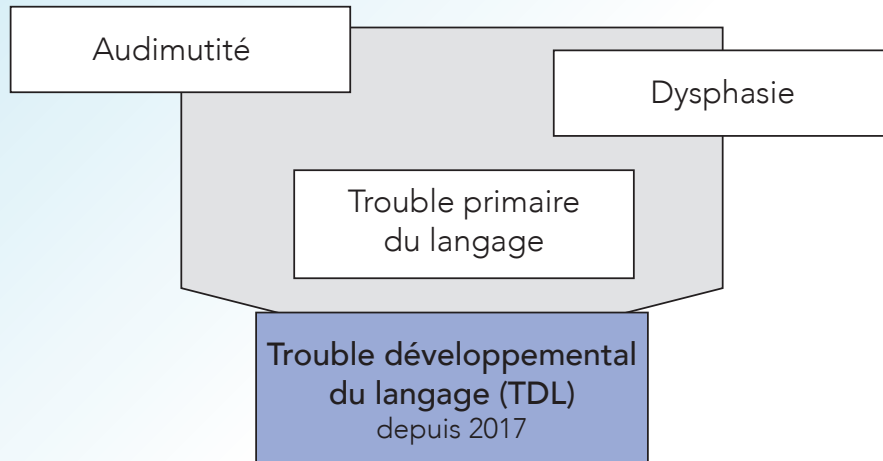 Audimutité
Dysphasie
Trouble primaire
du langage
Trouble développemental
du langage (TDL)
depuis 2017